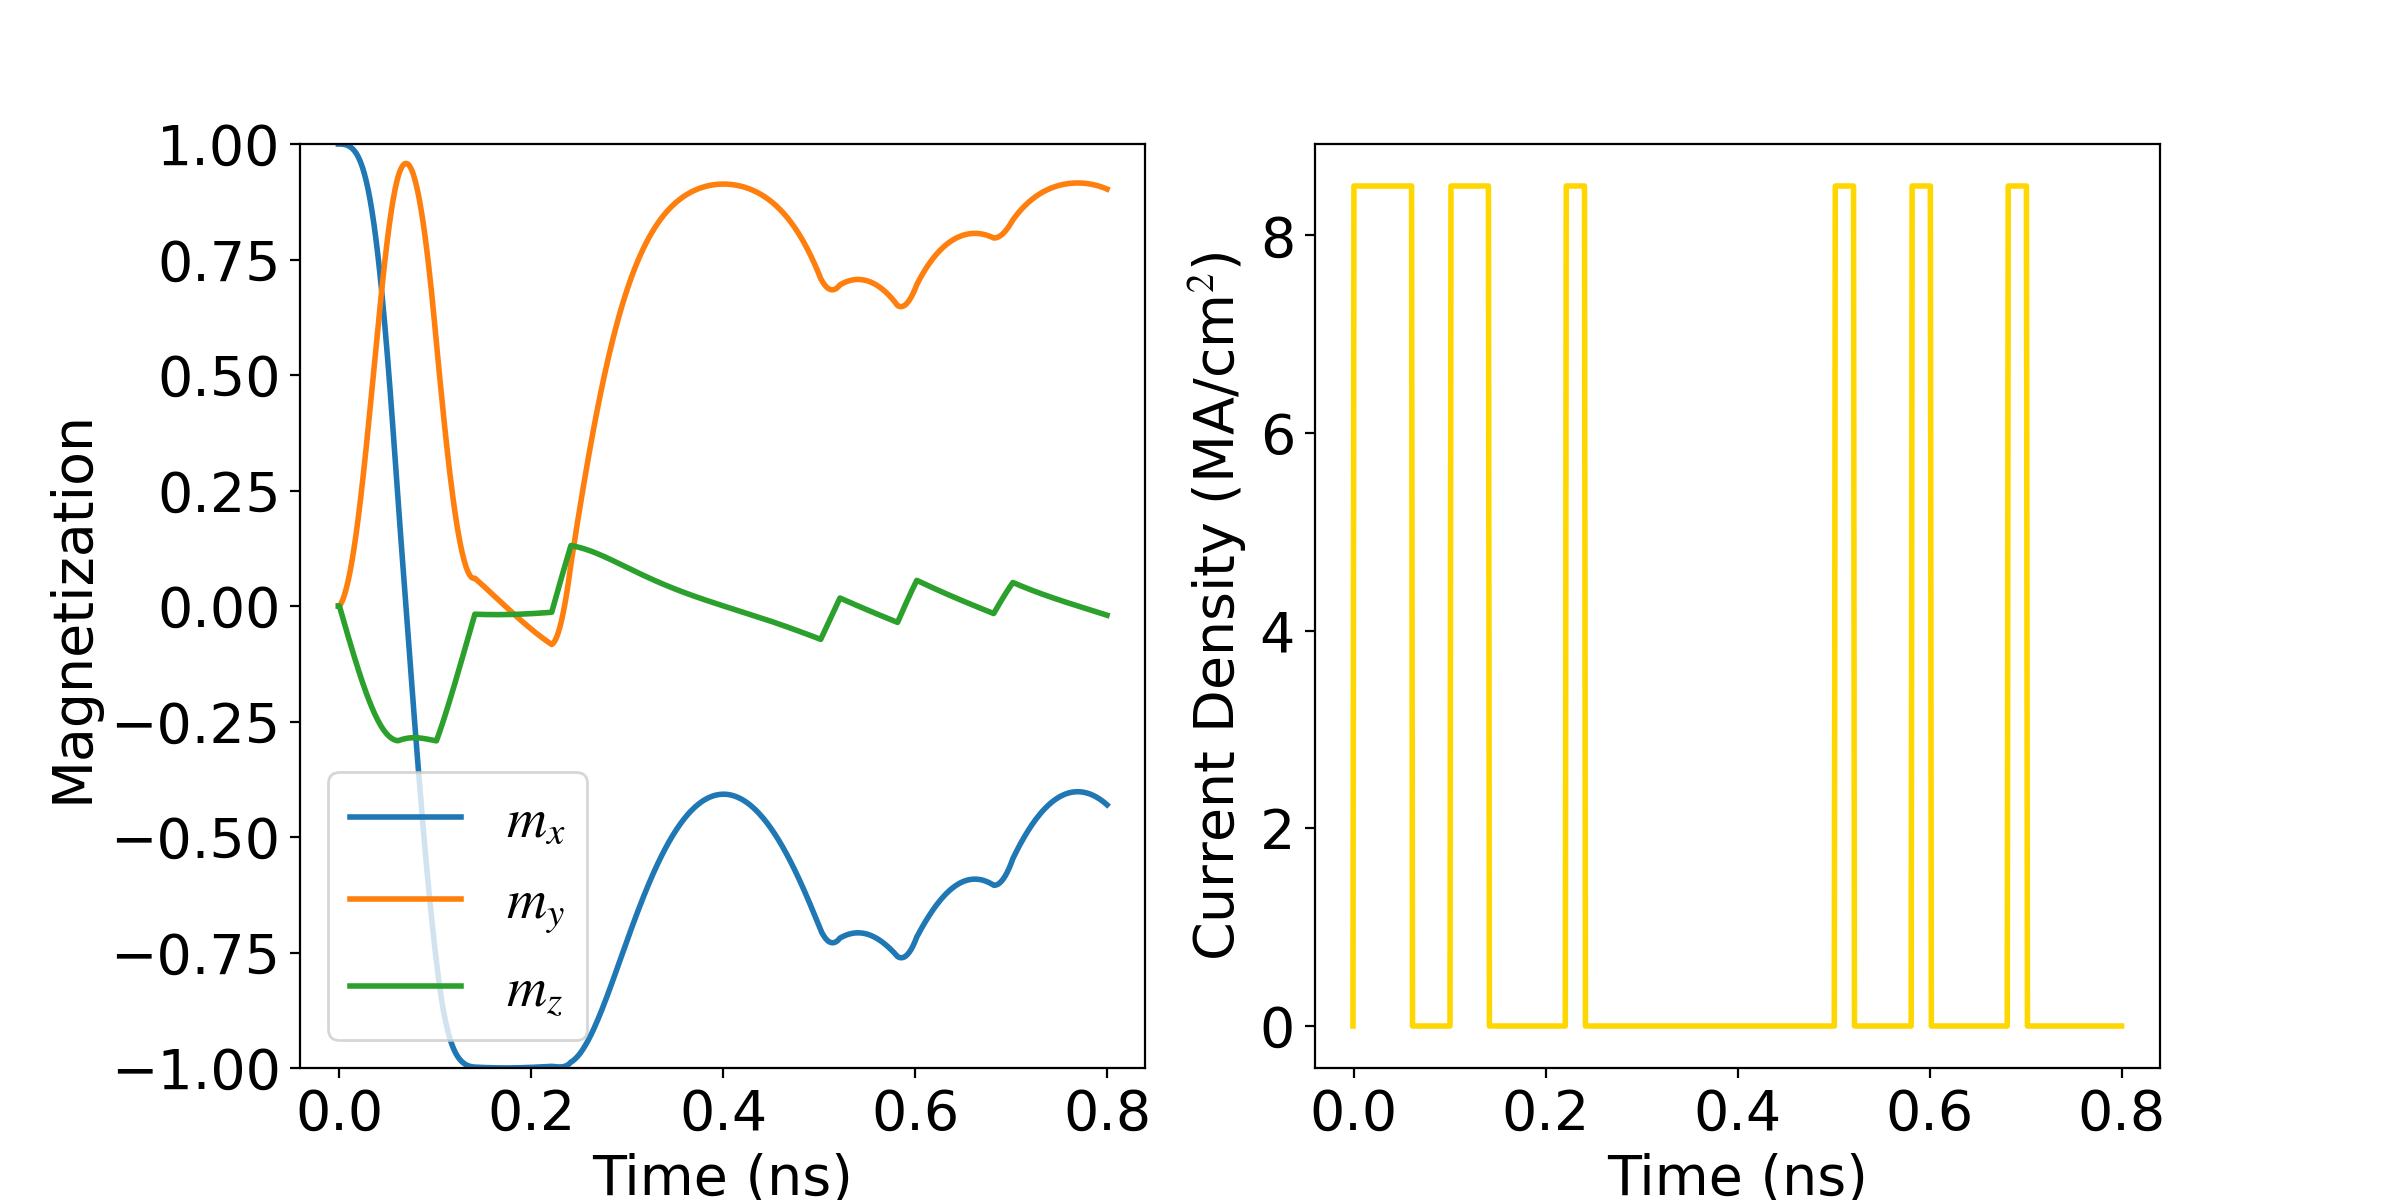 1.00
0.75
0.50
0.25
0.00
−0.25
−0.50
−0.75
−1.00
Magnetization
m_x
m_y
m_z
0.0 0.2 0.4 0.6 0.8
Time (ns)
8
6
4
2
0
Current Density (MA/cm²)
0.0 0.2 0.4 0.6 0.8
Time (ns)